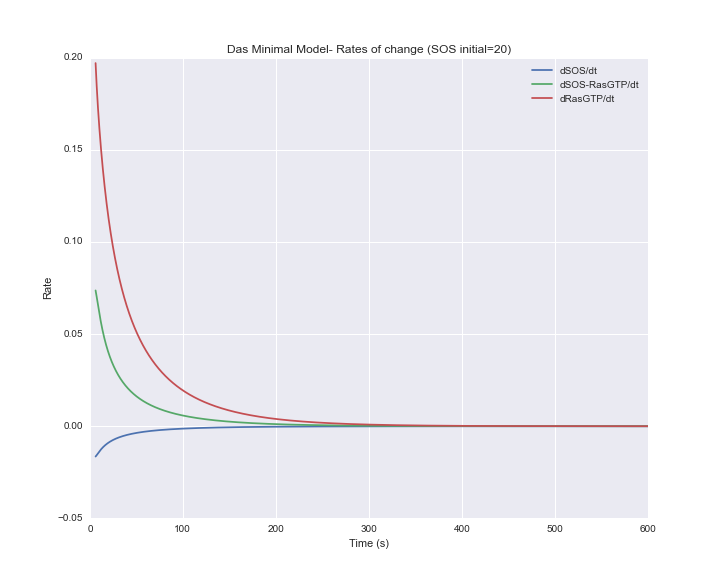 Das Minimal Model- Rates of change (SOS initial=20)
dSOS/dt
dSOS-RasGTP/dt
dRasGTP/dt
0.20
0.15
0.10
0.05
0.00
−0.05
Rate
0 100 200 300 400 500 600
Time (s)